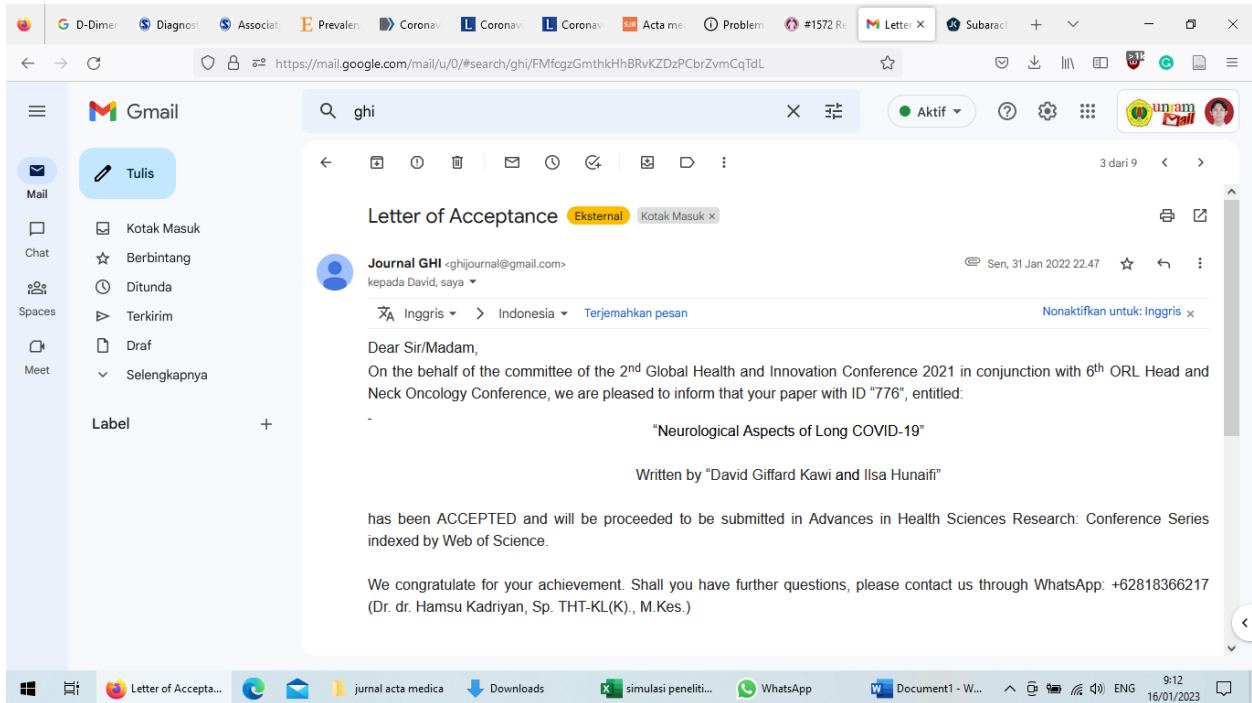 D-Dimer
Diagnost
Associati
Prevalen
Coronav
Coronav
Coronav
SJR Acta me
Problem
#1572 Re
Letter
Subarach
https://mail.google.com/mail/u/0/#search/ghi/FMfcgzGmthkHhBRvKZDzPCbrZvmCqTdL
Gmail
ghi
Aktif
unram
Mail
Mail
Chat
Spaces
Meet
Tulis
Kotak Masuk
Berbintang
Ditunda
Terkirim
Draf
Selengkapnya
Label
3 dari 9
Letter of Acceptance Eksternal Kotak Masuk ×
Journal GHI <ghijournal@gmail.com> Sen, 31 Jan 2022 22.47
kepada David, saya
Inggris > Indonesia Terjemahkan pesan Nonaktifkan untuk: Inggris ×
Dear Sir/Madam,
On the behalf of the committee of the 2nd Global Health and Innovation Conference 2021 in conjunction with 6th ORL Head and
Neck Oncology Conference, we are pleased to inform that your paper with ID “776”, entitled:
-
“Neurological Aspects of Long COVID-19”
Written by “David Giffard Kawi and Ilsa Hunaifi”
has been ACCEPTED and will be proceeded to be submitted in Advances in Health Sciences Research: Conference Series
indexed by Web of Science.
We congratulate for your achievement. Shall you have further questions, please contact us through WhatsApp: +62818366217
(Dr. dr. Hamsu Kadriyan, Sp. THT-KL(K)., M.Kes.)
Letter of Accepta...
jurnal acta medica
Downloads
simulasi peneliti...
WhatsApp
Document1 - W...
ENG
9:12
16/01/2023